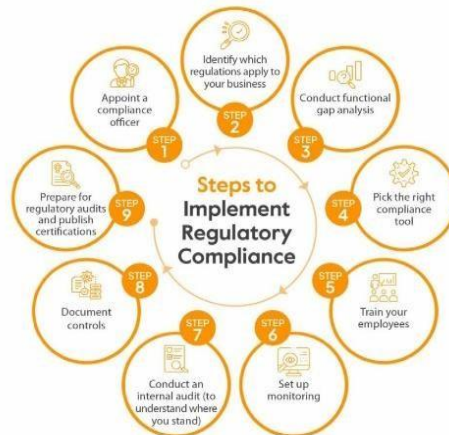 Steps to
Implement
Regulatory
Compliance
Appoint a
compliance
officer
STEP
1
Identify which
regulations apply to
your business
STEP
2
Conduct functional
gap analysis
STEP
3
Pick the right
compliance
tool
STEP
4
Train your
employees
STEP
5
Set up
monitoring
STEP
6
Conduct an
internal audit (to
understand where
you stand)
STEP
7
Document
controls
STEP
8
Prepare for
regulatory audits
and publish
certifications
STEP
9